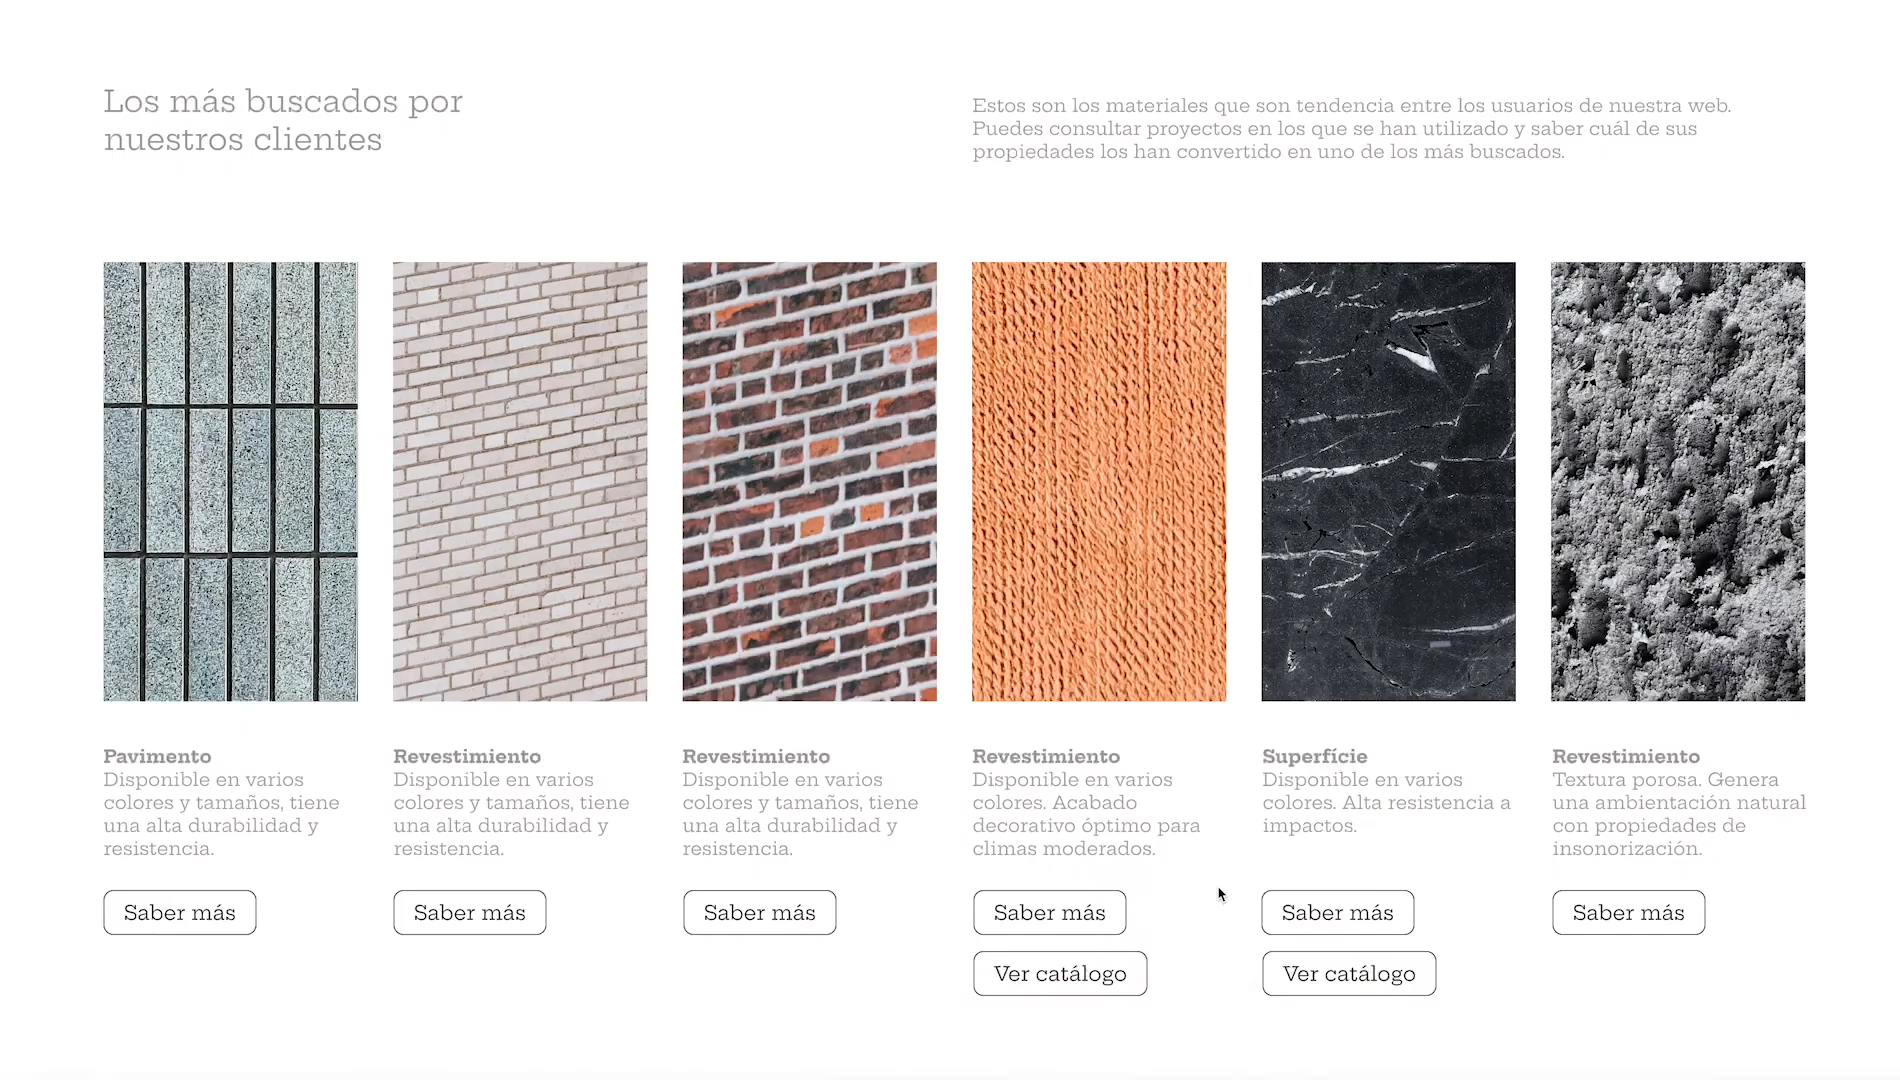 Los más buscados por
nuestros clientes
Estos son los materiales que son tendencia entre los usuarios de nuestra web.
Puedes consultar proyectos en los que se han utilizado y saber cuál de sus
propiedades los han convertido en uno de los más buscados.
Pavimento
Disponible en varios
colores y tamaños, tiene
una alta durabilidad y
resistencia.
Saber más
Revestimiento
Disponible en varios
colores y tamaños, tiene
una alta durabilidad y
resistencia.
Saber más
Revestimiento
Disponible en varios
colores y tamaños, tiene
una alta durabilidad y
resistencia.
Saber más
Revestimiento
Disponible en varios
colores. Acabado
decorativo óptimo para
climas moderados.
Saber más
Ver catálogo
Superfície
Disponible en varios
colores. Alta resistencia a
impactos.
Saber más
Ver catálogo
Revestimiento
Textura porosa. Genera
una ambientación natural
con propiedades de
insonorización.
Saber más